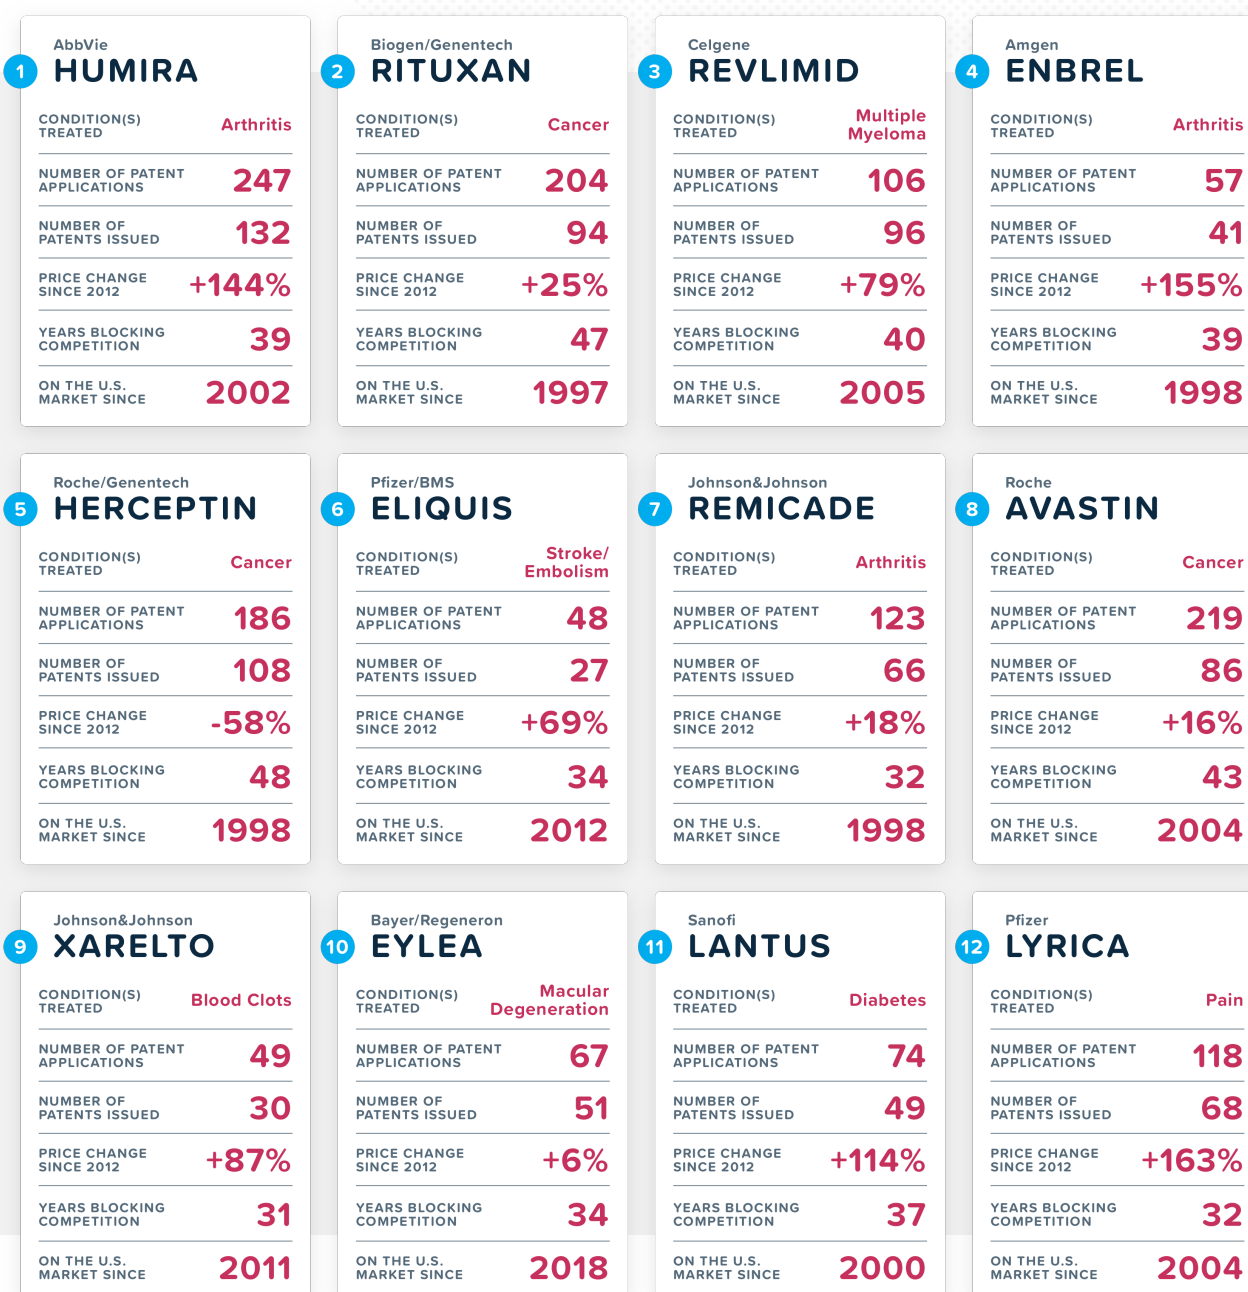 AbbVie
1 HUMIRA
CONDITION(S)
TREATED
Arthritis
NUMBER OF PATENT
APPLICATIONS
247
NUMBER OF
PATENTS ISSUED
132
PRICE CHANGE
SINCE 2012
+144%
YEARS BLOCKING
COMPETITION
39
ON THE U.S.
MARKET SINCE
2002
Biogen/Genentech
2 RITUXAN
CONDITION(S)
TREATED
Cancer
NUMBER OF PATENT
APPLICATIONS
204
NUMBER OF
PATENTS ISSUED
94
PRICE CHANGE
SINCE 2012
+25%
YEARS BLOCKING
COMPETITION
47
ON THE U.S.
MARKET SINCE
1997
Celgene
3 REVLIMID
CONDITION(S)
TREATED
Multiple
Myeloma
NUMBER OF PATENT
APPLICATIONS
106
NUMBER OF
PATENTS ISSUED
96
PRICE CHANGE
SINCE 2012
+79%
YEARS BLOCKING
COMPETITION
40
ON THE U.S.
MARKET SINCE
2005
Amgen
4 ENBREL
CONDITION(S)
TREATED
Arthritis
NUMBER OF PATENT
APPLICATIONS
57
NUMBER OF
PATENTS ISSUED
41
PRICE CHANGE
SINCE 2012
+155%
YEARS BLOCKING
COMPETITION
39
ON THE U.S.
MARKET SINCE
1998
Roche/Genentech
5 HERCEPTIN
CONDITION(S)
TREATED
Cancer
NUMBER OF PATENT
APPLICATIONS
186
NUMBER OF
PATENTS ISSUED
108
PRICE CHANGE
SINCE 2012
-58%
YEARS BLOCKING
COMPETITION
48
ON THE U.S.
MARKET SINCE
1998
Pfizer/BMS
6 ELIQUIS
CONDITION(S)
TREATED
Stroke/
Embolism
NUMBER OF PATENT
APPLICATIONS
48
NUMBER OF
PATENTS ISSUED
27
PRICE CHANGE
SINCE 2012
+69%
YEARS BLOCKING
COMPETITION
34
ON THE U.S.
MARKET SINCE
2012
Johnson&Johnson
7 REMICADE
CONDITION(S)
TREATED
Arthritis
NUMBER OF PATENT
APPLICATIONS
123
NUMBER OF
PATENTS ISSUED
66
PRICE CHANGE
SINCE 2012
+18%
YEARS BLOCKING
COMPETITION
32
ON THE U.S.
MARKET SINCE
1998
Roche
8 AVASTIN
CONDITION(S)
TREATED
Cancer
NUMBER OF PATENT
APPLICATIONS
219
NUMBER OF
PATENTS ISSUED
86
PRICE CHANGE
SINCE 2012
+16%
YEARS BLOCKING
COMPETITION
43
ON THE U.S.
MARKET SINCE
2004
Johnson&Johnson
9 XARELTO
CONDITION(S)
TREATED
Blood Clots
NUMBER OF PATENT
APPLICATIONS
49
NUMBER OF
PATENTS ISSUED
30
PRICE CHANGE
SINCE 2012
+87%
YEARS BLOCKING
COMPETITION
31
ON THE U.S.
MARKET SINCE
2011
Bayer/Regeneron
10 EYLEA
CONDITION(S)
TREATED
Macular
Degeneration
NUMBER OF PATENT
APPLICATIONS
67
NUMBER OF
PATENTS ISSUED
51
PRICE CHANGE
SINCE 2012
+6%
YEARS BLOCKING
COMPETITION
34
ON THE U.S.
MARKET SINCE
2018
Sanofi
11 LANTUS
CONDITION(S)
TREATED
Diabetes
NUMBER OF PATENT
APPLICATIONS
74
NUMBER OF
PATENTS ISSUED
49
PRICE CHANGE
SINCE 2012
+114%
YEARS BLOCKING
COMPETITION
37
ON THE U.S.
MARKET SINCE
2000
Pfizer
12 LYRICA
CONDITION(S)
TREATED
Pain
NUMBER OF PATENT
APPLICATIONS
118
NUMBER OF
PATENTS ISSUED
68
PRICE CHANGE
SINCE 2012
+163%
YEARS BLOCKING
COMPETITION
32
ON THE U.S.
MARKET SINCE
2004